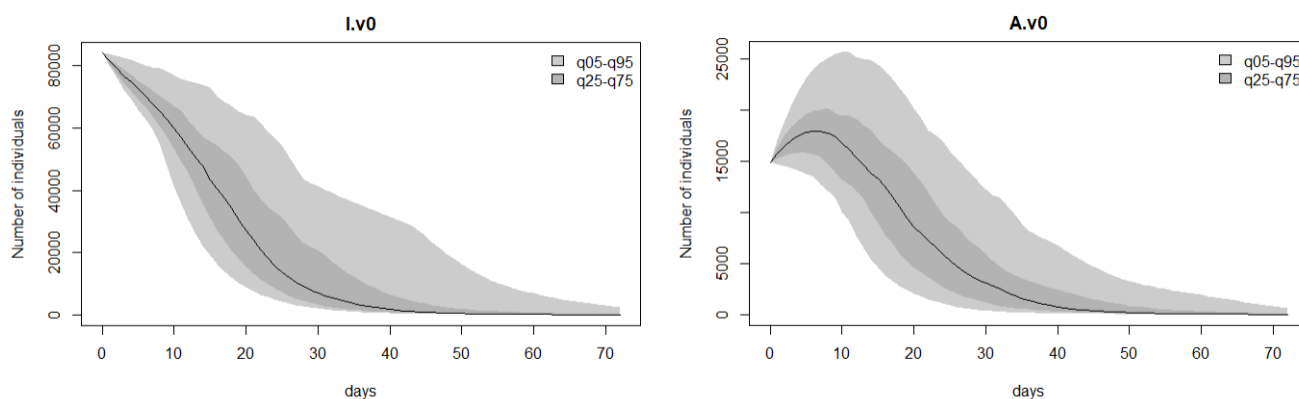 I.v0
q05-q95
q25-q75
Number of individuals
80000
60000
40000
20000
0
0 10 20 30 40 50 60 70
days
A.v0
q05-q95
q25-q75
Number of individuals
25000
15000
5000
0
0 10 20 30 40 50 60 70
days